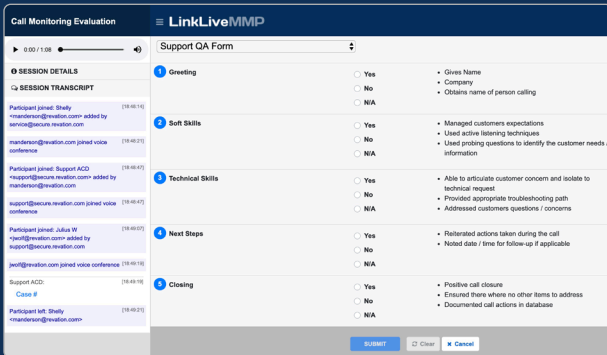 Call Monitoring Evaluation
LinkLiveMMP
0:00 / 1:08
Support QA Form
SESSION DETAILS
SESSION TRANSCRIPT
Participant joined: Shelly [18:48:14]
<manderson@revation.com> added by
service@secure.revation.com
manderson@revation.com joined voice [18:48:21]
conference
Participant joined: Support ACD [18:48:47]
<support@secure.revation.com> added by
manderson@revation.com
support@secure.revation.com joined voice [18:48:47]
conference
Participant joined: Julius W [18:49:07]
<jwolf@revation.com> added by
support@secure.revation.com
jwolf@revation.com joined voice conference [18:49:19]
Support ACD: [18:49:19]
Case #
Participant left: Shelly [18:49:21]
<manderson@revation.com>
1 Greeting
Yes
No
N/A
• Gives Name
• Company
• Obtains name of person calling
2 Soft Skills
Yes
No
N/A
• Managed customers expectations
• Used active listening techniques
• Used probing questions to identify the customer needs /
information
3 Technical Skills
Yes
No
N/A
• Able to articulate customer concern and isolate to
technical request
• Provided appropriate troubleshooting path
• Addressed customers questions / concerns
4 Next Steps
Yes
No
N/A
• Reiterated actions taken during the call
• Noted date / time for follow-up if applicable
5 Closing
Yes
No
N/A
• Positive call closure
• Ensured there where no other items to address
• Documented call actions in database
SUBMIT
Clear
Cancel